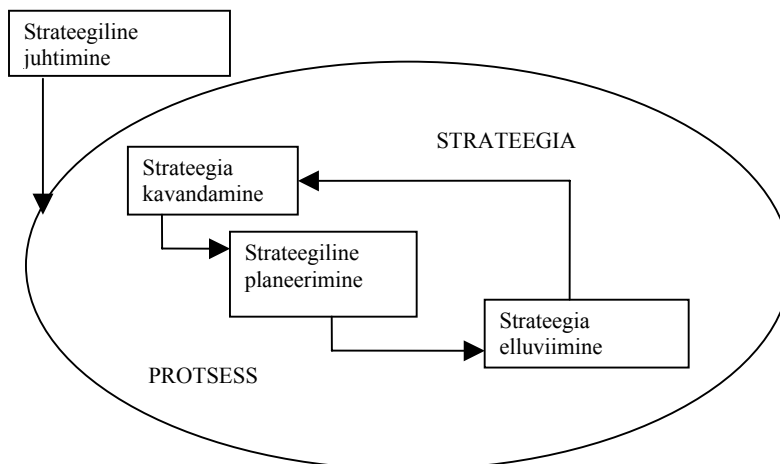 Strateegiline
juhtimine
STRATEEGIA
Strateegia
kavandamine
Strateegiline
planeerimine
Strateegia
elluviimine
PROTSESS